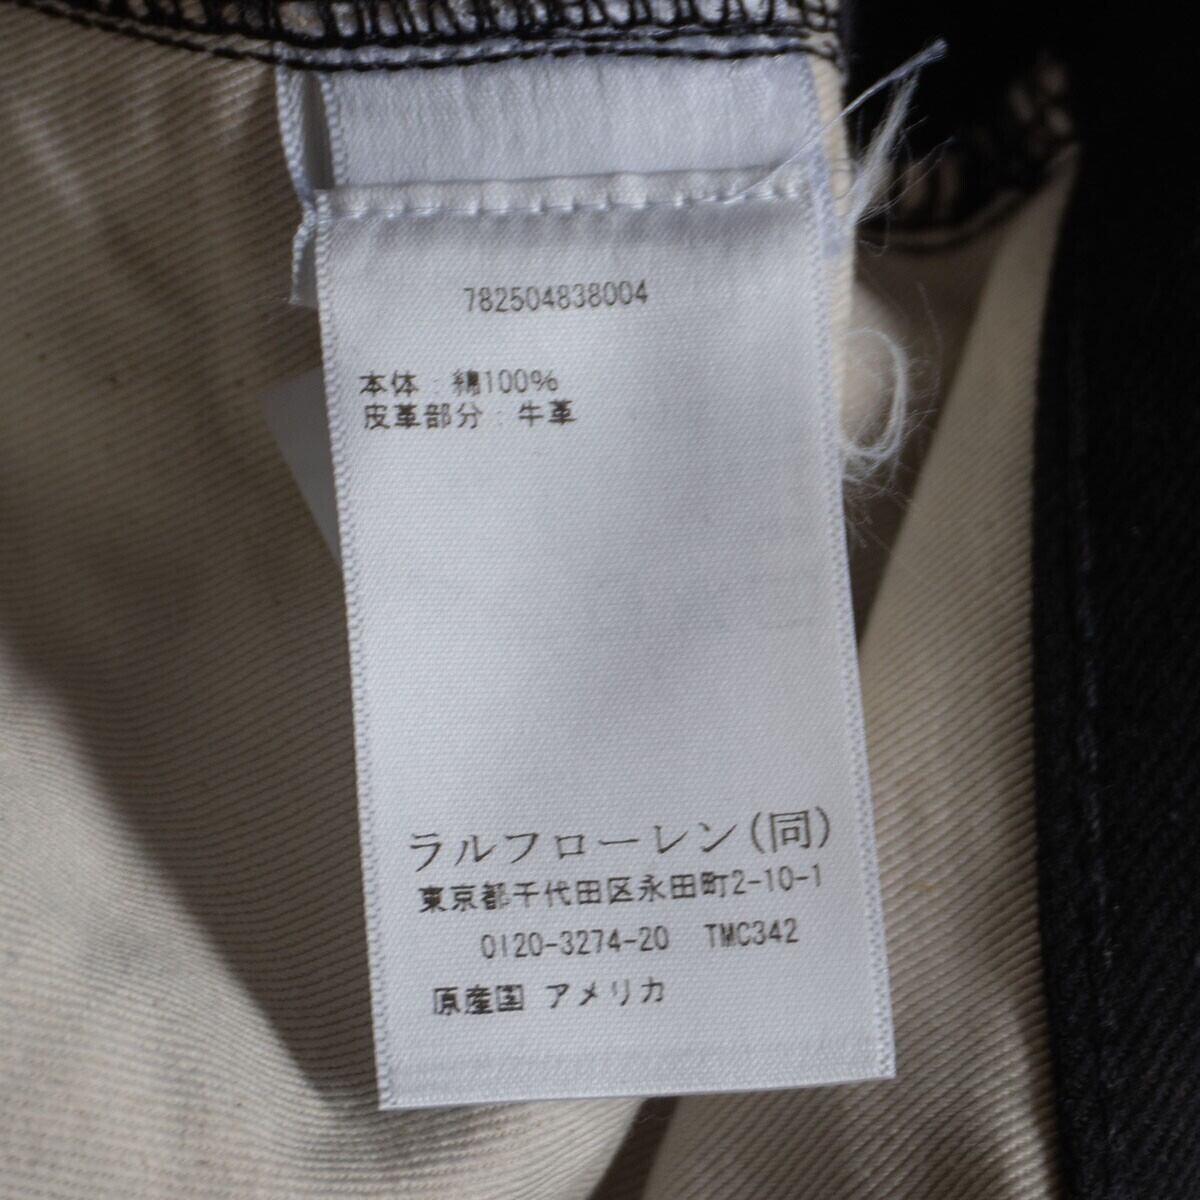 782504838004
本体：綿100%
皮革部分：牛革
ラルフローレン(同)
東京都千代田区永田町2-10-1
0120-3274-20 TMC342
原産国 アメリカ